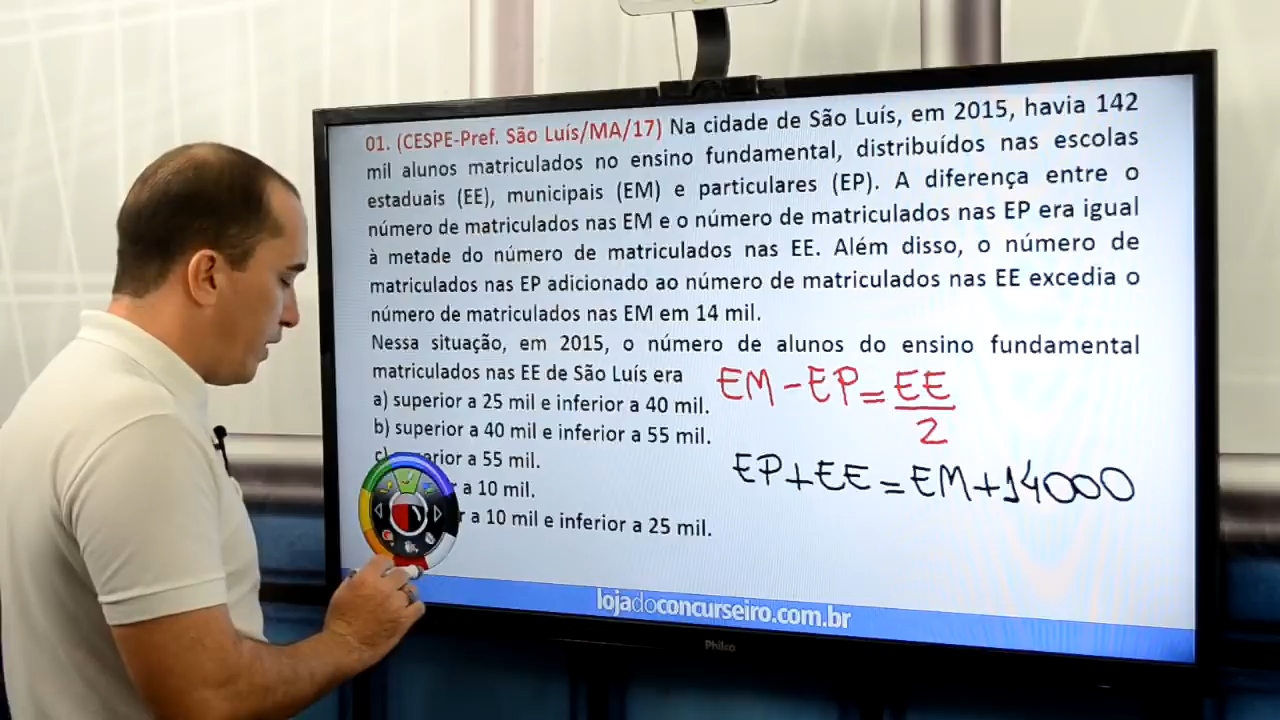 01. (CESPE-Pref. São Luís/MA/17) Na cidade de São Luís, em 2015, havia 142
mil alunos matriculados no ensino fundamental, distribuídos nas escolas
estaduais (EE), municipais (EM) e particulares (EP). A diferença entre o
número de matriculados nas EM e o número de matriculados nas EP era igual
à metade do número de matriculados nas EE. Além disso, o número de
matriculados nas EP adicionado ao número de matriculados nas EE excedia o
número de matriculados nas EM em 14 mil.
Nessa situação, em 2015, o número de alunos do ensino fundamental
matriculados nas EE de São Luís era
EM - EP = EE/2
a) superior a 25 mil e inferior a 40 mil.
b) superior a 40 mil e inferior a 55 mil.
a 55 mil.
EP + EE = EM + 14000
a 10 mil.
a 10 mil e inferior a 25 mil.
lojadoconcurseiro.com.br
Philco